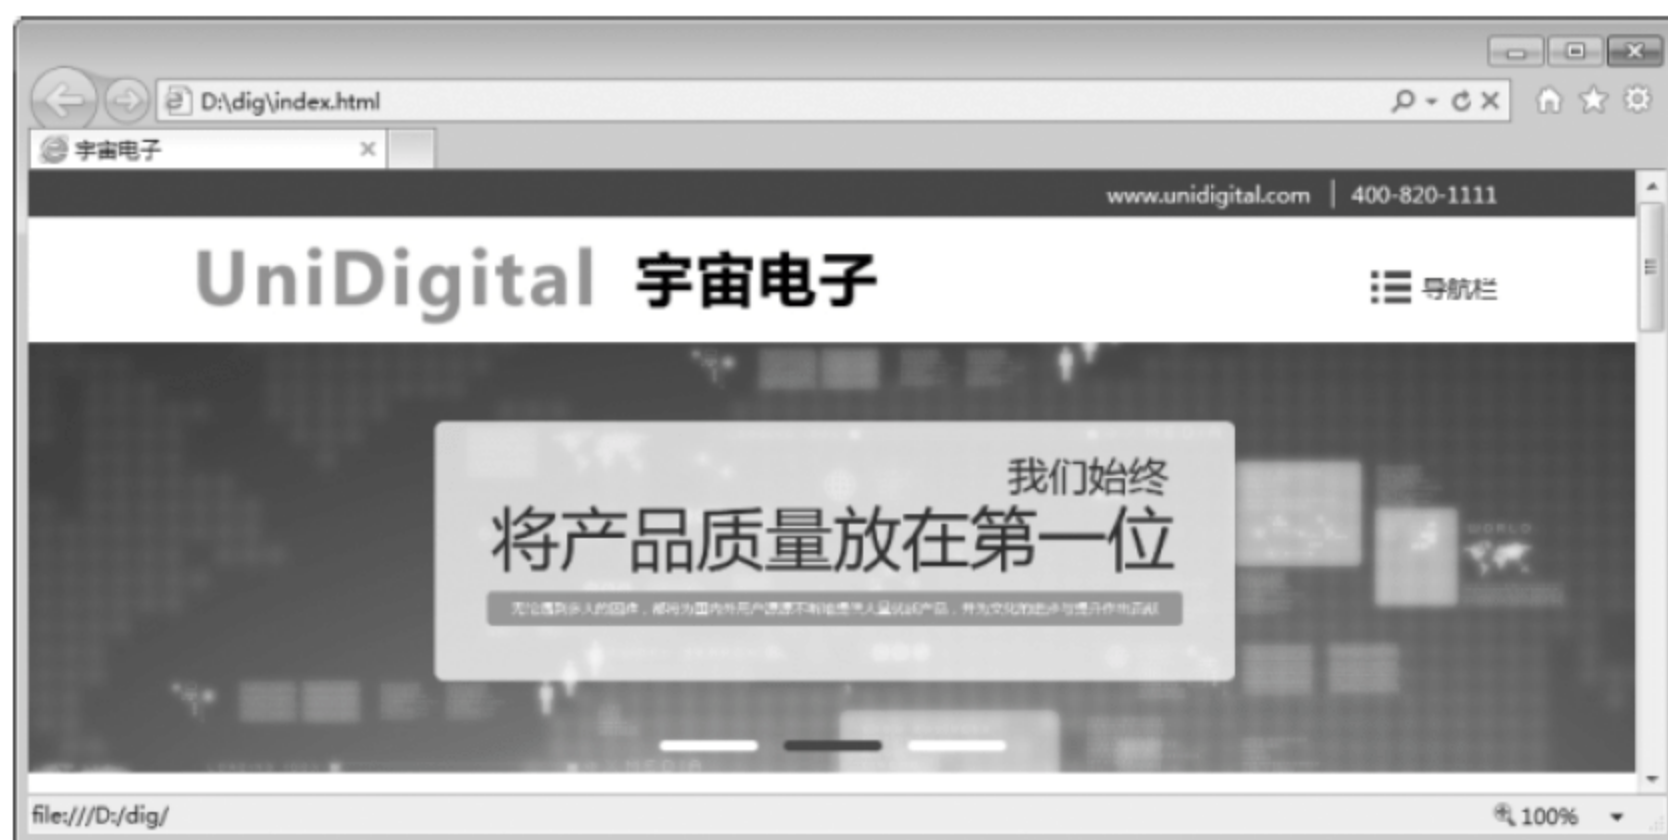 D:\dig\index.html
宇宙电子
www.unidigital.com | 400-820-1111
UniDigital 宇宙电子
导航栏
我们始终
将产品质量放在第一位
WORLD
file:///D:/dig/
100%